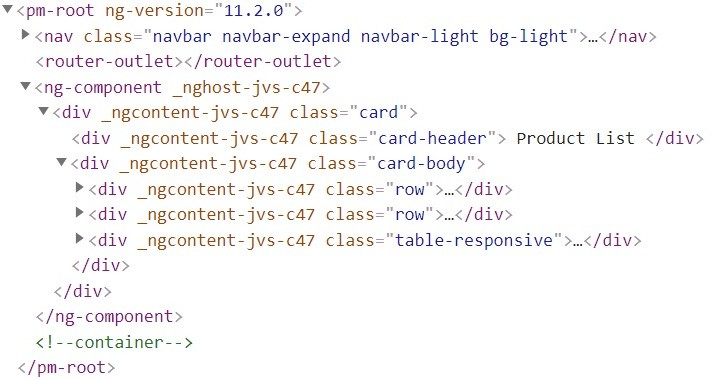 ▼<pm-root ng-version="11.2.0">
▶<nav class="navbar navbar-expand navbar-light bg-light">…</nav>
<router-outlet></router-outlet>
▼<ng-component _nghost-jvs-c47>
▼<div _ngcontent-jvs-c47 class="card">
<div _ngcontent-jvs-c47 class="card-header"> Product List </div>
▼<div _ngcontent-jvs-c47 class="card-body">
▶<div _ngcontent-jvs-c47 class="row">…</div>
▶<div _ngcontent-jvs-c47 class="row">…</div>
▶<div _ngcontent-jvs-c47 class="table-responsive">…</div>
</div>
</div>
</ng-component>
<!--container-->
</pm-root>